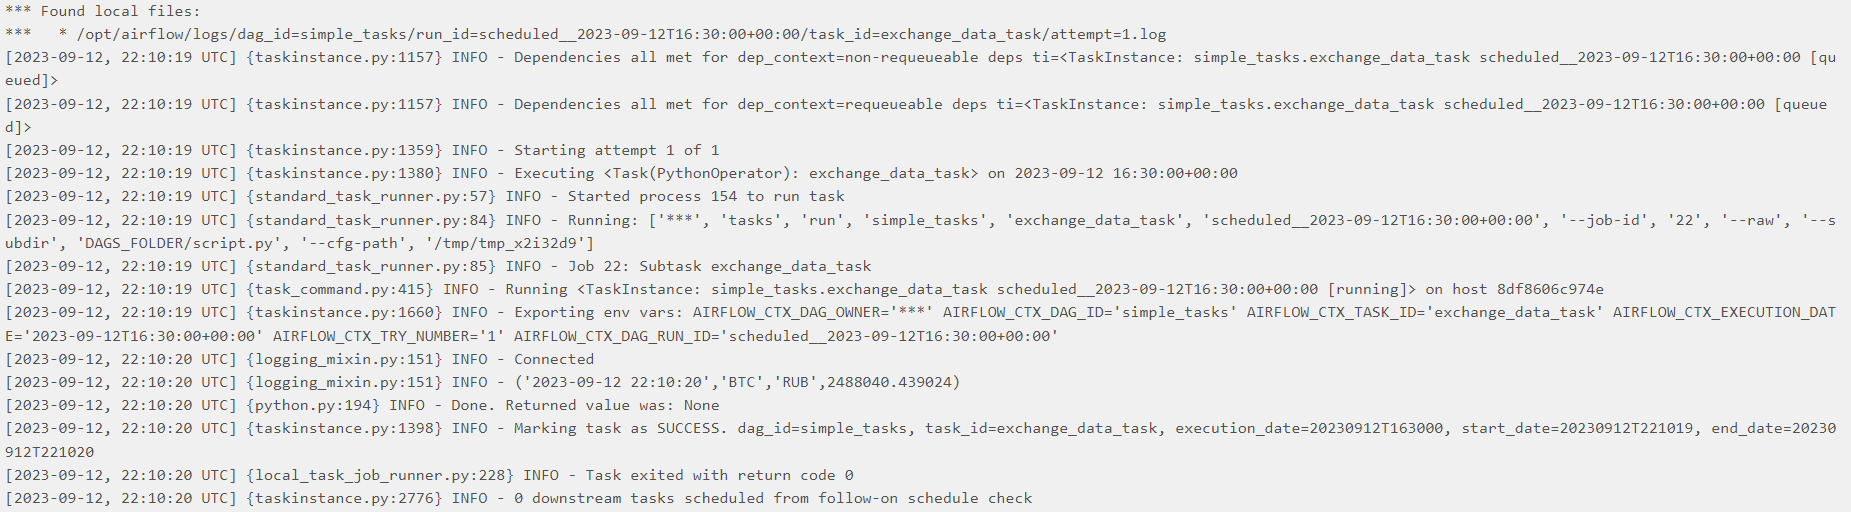 *** Found local files:
***   * /opt/airflow/logs/dag_id=simple_tasks/run_id=scheduled__2023-09-12T16:30:00+00:00/task_id=exchange_data_task/attempt=1.log
[2023-09-12, 22:10:19 UTC] {taskinstance.py:1157} INFO - Dependencies all met for dep_context=non-requeueable deps ti=<TaskInstance: simple_tasks.exchange_data_task scheduled__2023-09-12T16:30:00+00:00 [qu
eued]>
[2023-09-12, 22:10:19 UTC] {taskinstance.py:1157} INFO - Dependencies all met for dep_context=requeueable deps ti=<TaskInstance: simple_tasks.exchange_data_task scheduled__2023-09-12T16:30:00+00:00 [queue
d]>
[2023-09-12, 22:10:19 UTC] {taskinstance.py:1359} INFO - Starting attempt 1 of 1
[2023-09-12, 22:10:19 UTC] {taskinstance.py:1380} INFO - Executing <Task(PythonOperator): exchange_data_task> on 2023-09-12 16:30:00+00:00
[2023-09-12, 22:10:19 UTC] {standard_task_runner.py:57} INFO - Started process 154 to run task
[2023-09-12, 22:10:19 UTC] {standard_task_runner.py:84} INFO - Running: ['***', 'tasks', 'run', 'simple_tasks', 'exchange_data_task', 'scheduled__2023-09-12T16:30:00+00:00', '--job-id', '22', '--raw', '--s
ubdir', 'DAGS_FOLDER/script.py', '--cfg-path', '/tmp/tmp_x2i32d9']
[2023-09-12, 22:10:19 UTC] {standard_task_runner.py:85} INFO - Job 22: Subtask exchange_data_task
[2023-09-12, 22:10:19 UTC] {task_command.py:415} INFO - Running <TaskInstance: simple_tasks.exchange_data_task scheduled__2023-09-12T16:30:00+00:00 [running]> on host 8df8606c974e
[2023-09-12, 22:10:19 UTC] {taskinstance.py:1660} INFO - Exporting env vars: AIRFLOW_CTX_DAG_OWNER='***' AIRFLOW_CTX_DAG_ID='simple_tasks' AIRFLOW_CTX_TASK_ID='exchange_data_task' AIRFLOW_CTX_EXECUTION_DAT
E='2023-09-12T16:30:00+00:00' AIRFLOW_CTX_TRY_NUMBER='1' AIRFLOW_CTX_DAG_RUN_ID='scheduled__2023-09-12T16:30:00+00:00'
[2023-09-12, 22:10:20 UTC] {logging_mixin.py:151} INFO - Connected
[2023-09-12, 22:10:20 UTC] {logging_mixin.py:151} INFO - ('2023-09-12 22:10:20','BTC','RUB',2488040.439024)
[2023-09-12, 22:10:20 UTC] {python.py:194} INFO - Done. Returned value was: None
[2023-09-12, 22:10:20 UTC] {taskinstance.py:1398} INFO - Marking task as SUCCESS. dag_id=simple_tasks, task_id=exchange_data_task, execution_date=20230912T163000, start_date=20230912T221019, end_date=20230
912T221020
[2023-09-12, 22:10:20 UTC] {local_task_job_runner.py:228} INFO - Task exited with return code 0
[2023-09-12, 22:10:20 UTC] {taskinstance.py:2776} INFO - 0 downstream tasks scheduled from follow-on schedule check